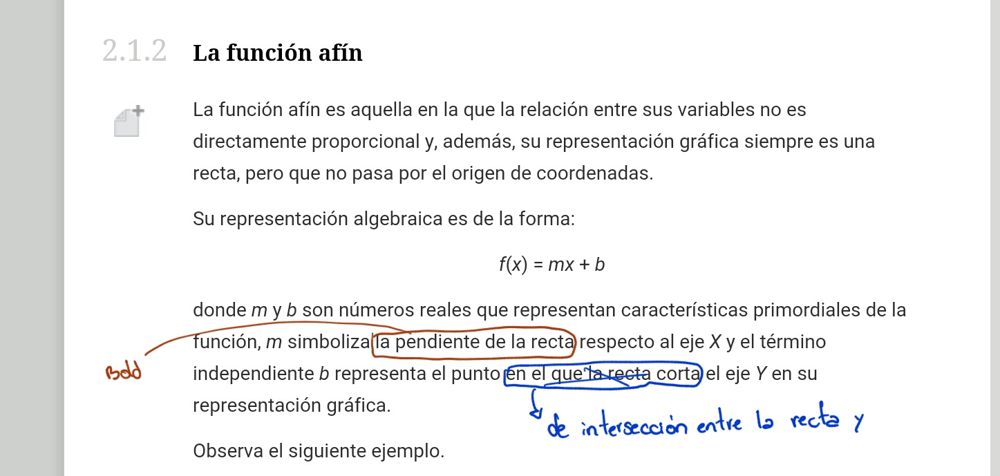 2.1.2 La función afín
La función afín es aquella en la que la relación entre sus variables no es
directamente proporcional y, además, su representación gráfica siempre es una
recta, pero que no pasa por el origen de coordenadas.
Su representación algebraica es de la forma:
f(x) = mx + b
donde m y b son números reales que representan características primordiales de la
función, m simboliza la pendiente de la recta respecto al eje X y el término
Bdd
independiente b representa el punto en el que la recta corta el eje Y en su
representación gráfica.
de intersección entre la recta y
Observa el siguiente ejemplo.